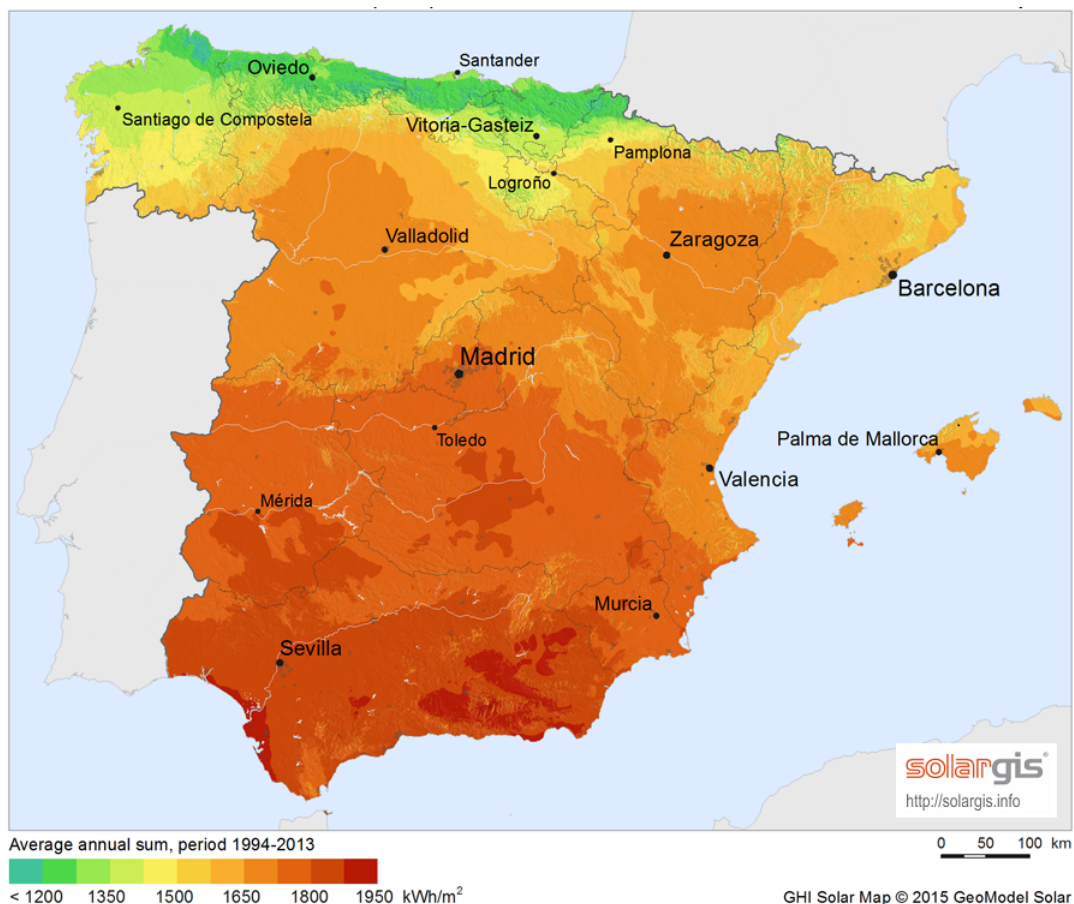 Santander
Oviedo
Santiago de Compostela
Vitoria-Gasteiz
Pamplona
Logroño
Valladolid
Zaragoza
Barcelona
Madrid
Toledo
Palma de Mallorca
Valencia
Mérida
Murcia
Sevilla
solargis®
http://solargis.info
Average annual sum, period 1994-2013
0 50 100 km
< 1200 1350 1500 1650 1800 1950 kWh/m²
GHI Solar Map © 2015 GeoModel Solar